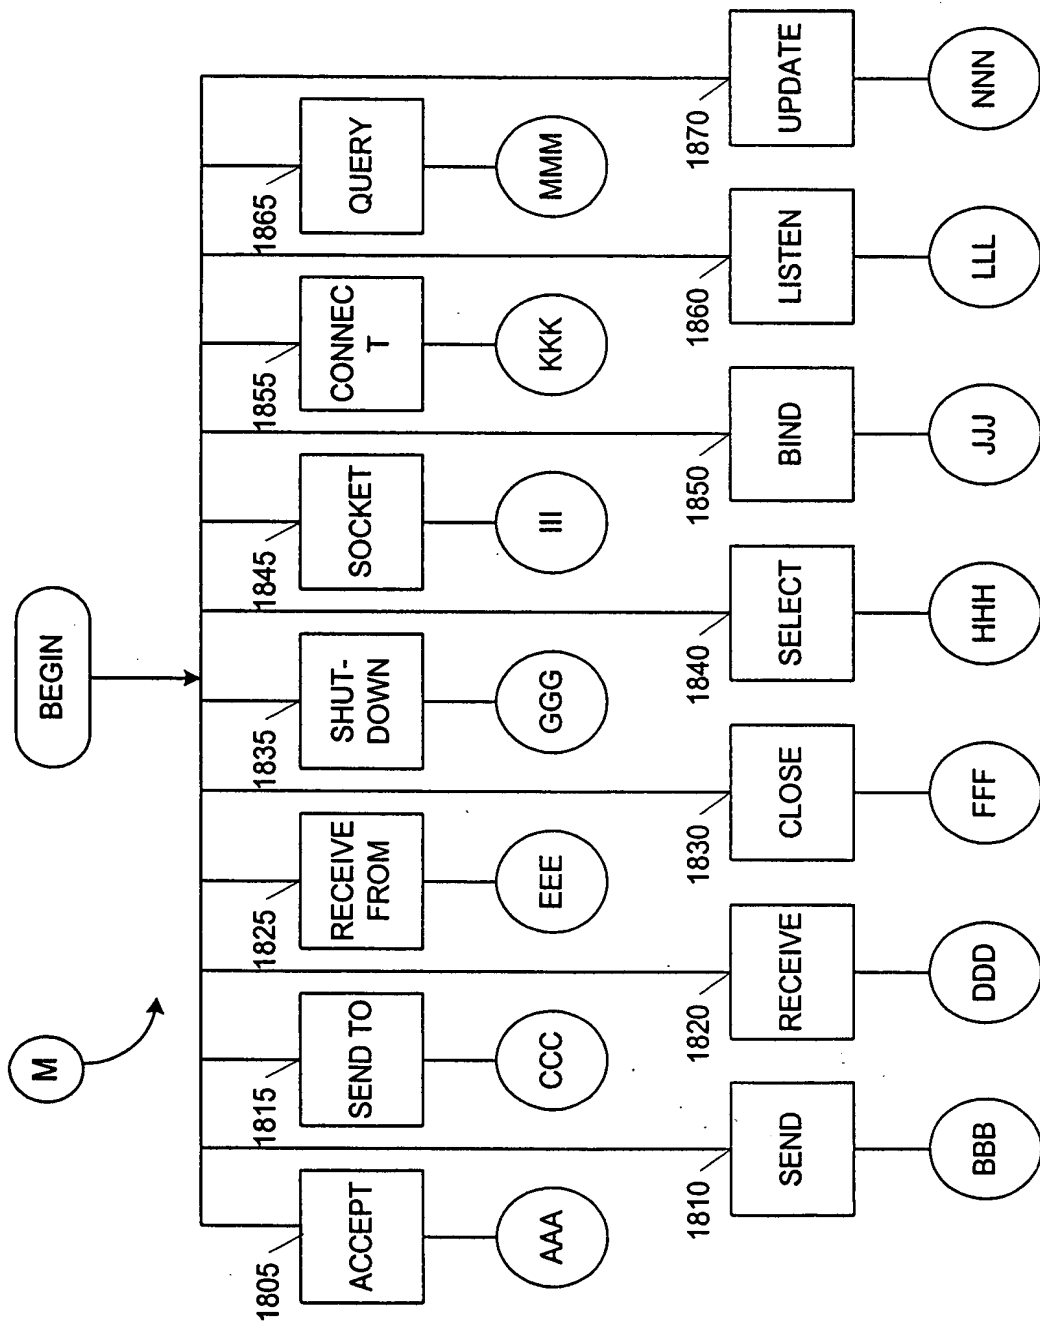 M
BEGIN
1805
ACCEPT
AAA
1815
SEND TO
CCC
1825
RECEIVE
FROM
EEE
1835
SHUT-
DOWN
GGG
1845
SOCKET
III
1855
CONNEC
T
KKK
1865
QUERY
MMM
1810
SEND
BBB
1820
RECEIVE
DDD
1830
CLOSE
FFF
1840
SELECT
HHH
1850
BIND
JJJ
1860
LISTEN
LLL
1870
UPDATE
NNN